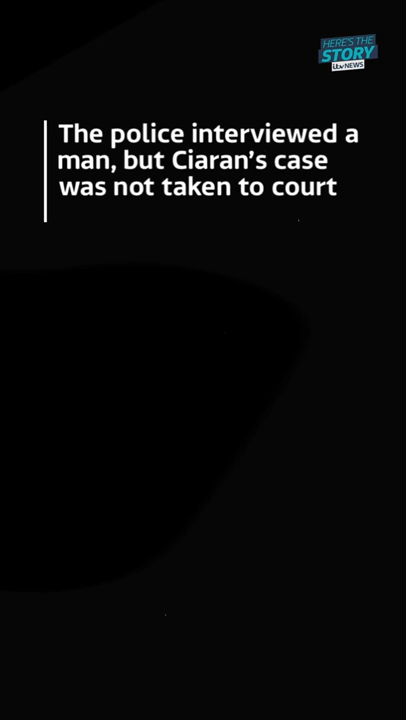 HERE'S THE
STORY
itv NEWS
The police interviewed a
man, but Ciaran's case
was not taken to court